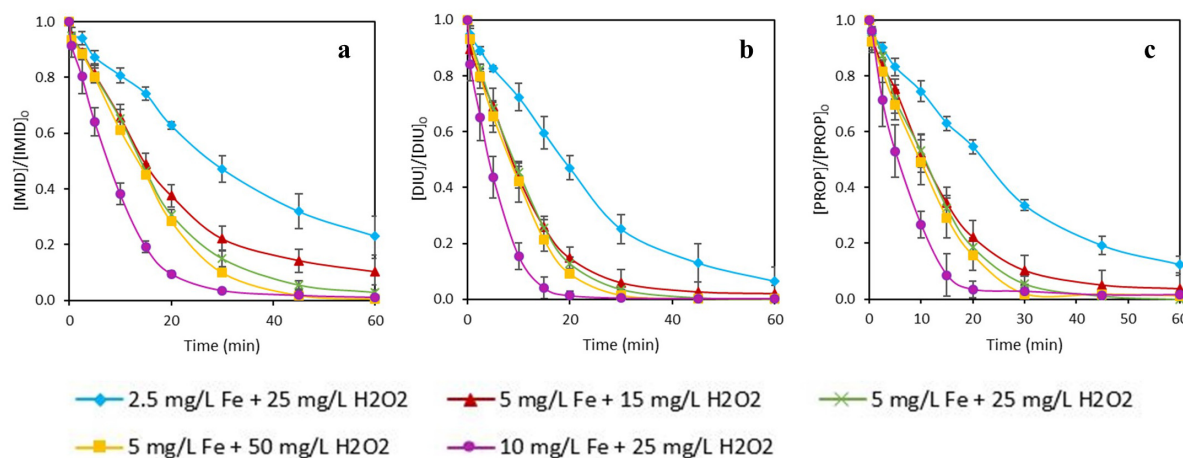 a
b
c
[IMID]/[IMID]₀
1.0
0.8
0.6
0.4
0.2
0.0
0
20
40
60
Time (min)
[DIU]/[DIU]₀
1.0
0.8
0.6
0.4
0.2
0.0
0
20
40
60
Time (min)
[PROP]/[PROP]₀
1.0
0.8
0.6
0.4
0.2
0.0
0
10
20
30
40
50
60
Time (min)
2.5 mg/L Fe + 25 mg/L H2O2
5 mg/L Fe + 15 mg/L H2O2
5 mg/L Fe + 25 mg/L H2O2
5 mg/L Fe + 50 mg/L H2O2
10 mg/L Fe + 25 mg/L H2O2